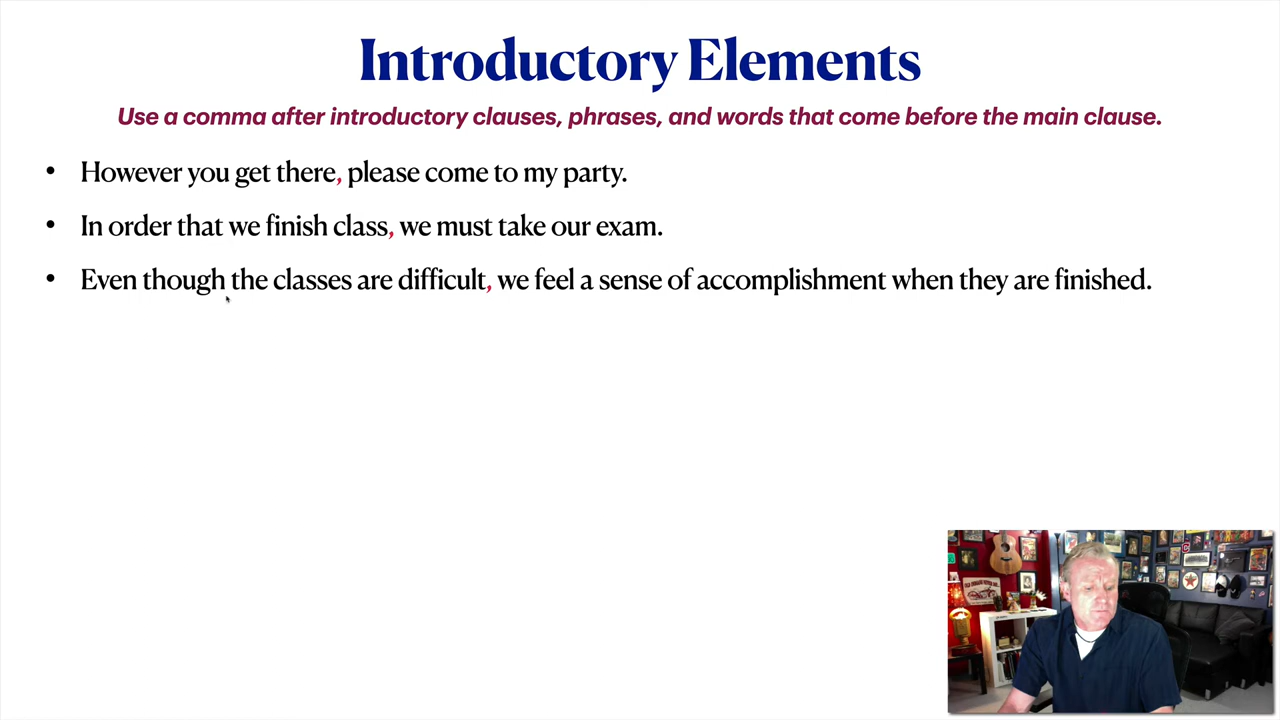 Introductory Elements
Use a comma after introductory clauses, phrases, and words that come before the main clause.
• However you get there, please come to my party.
• In order that we finish class, we must take our exam.
• Even though the classes are difficult, we feel a sense of accomplishment when they are finished.